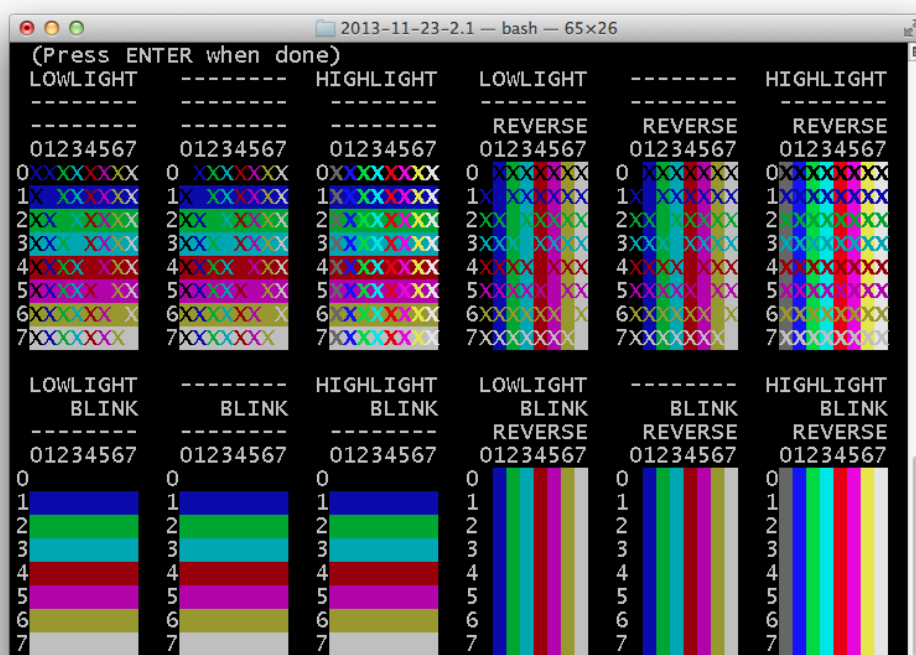 2013-11-23-2.1 — bash — 65×26
(Press ENTER when done)
LOWLIGHT -------- HIGHLIGHT LOWLIGHT -------- HIGHLIGHT
-------- -------- -------- -------- -------- --------
-------- -------- -------- REVERSE REVERSE REVERSE
01234567 01234567 01234567 01234567 01234567 01234567
0 XXXXXXX 0 XXXXXXX 0XXXXXXXX 0 XXXXXXX 0 XXXXXXX 0XXXXXXXX
1X XXXXXX 1X XXXXXX 1XXXXXXXX 1X XXXXXX 1X XXXXXX 1XXXXXXXX
2XX XXXXX 2XX XXXXX 2XXXXXXXX 2XX XXXXX 2XX XXXXX 2XXXXXXXX
3XXX XXXX 3XXX XXXX 3XXXXXXXX 3XXX XXXX 3XXX XXXX 3XXXXXXXX
4XXXX XXX 4XXXX XXX 4XXXXXXXX 4XXXX XXX 4XXXX XXX 4XXXXXXXX
5XXXXX XX 5XXXXX XX 5XXXXXXXX 5XXXXX XX 5XXXXX XX 5XXXXXXXX
6XXXXXX X 6XXXXXX X 6XXXXXXXX 6XXXXXX X 6XXXXXX X 6XXXXXXXX
7XXXXXXX 7XXXXXXX 7XXXXXXXX 7XXXXXXX 7XXXXXXX 7XXXXXXXX
LOWLIGHT -------- HIGHLIGHT LOWLIGHT -------- HIGHLIGHT
BLINK BLINK BLINK BLINK BLINK BLINK
-------- -------- -------- REVERSE REVERSE REVERSE
01234567 01234567 01234567 01234567 01234567 01234567
0 0 0 0 0 0
1 1 1 1 1 1
2 2 2 2 2 2
3 3 3 3 3 3
4 4 4 4 4 4
5 5 5 5 5 5
6 6 6 6 6 6
7 7 7 7 7 7